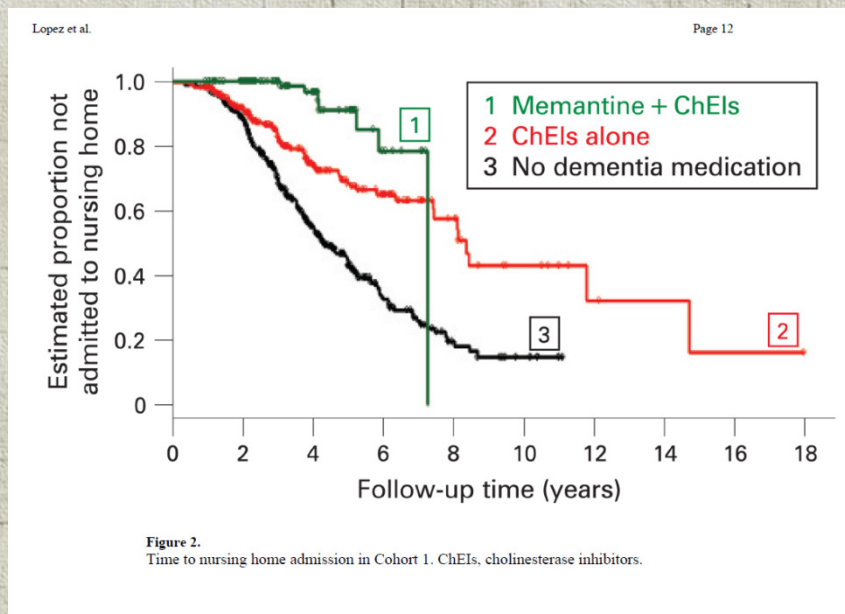 Lopez et al.
Page 12
Estimated proportion not
admitted to nursing home
1.0
0.8
0.6
0.4
0.2
0
1 Memantine + ChEIs
2 ChEIs alone
3 No dementia medication
1
3
2
0 2 4 6 8 10 12 14 16 18
Follow-up time (years)
Figure 2.
Time to nursing home admission in Cohort 1. ChEIs, cholinesterase inhibitors.